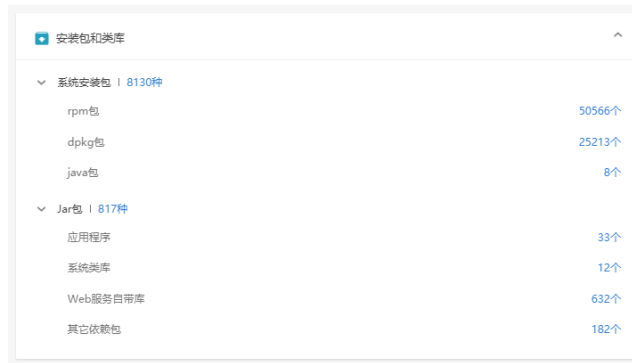 安装包和类库
系统安装包 | 8130种
rpm包 50566个
dpkg包 25213个
java包 8个
Jar包 | 817种
应用程序 33个
系统类库 12个
Web服务自带库 632个
其它依赖包 182个